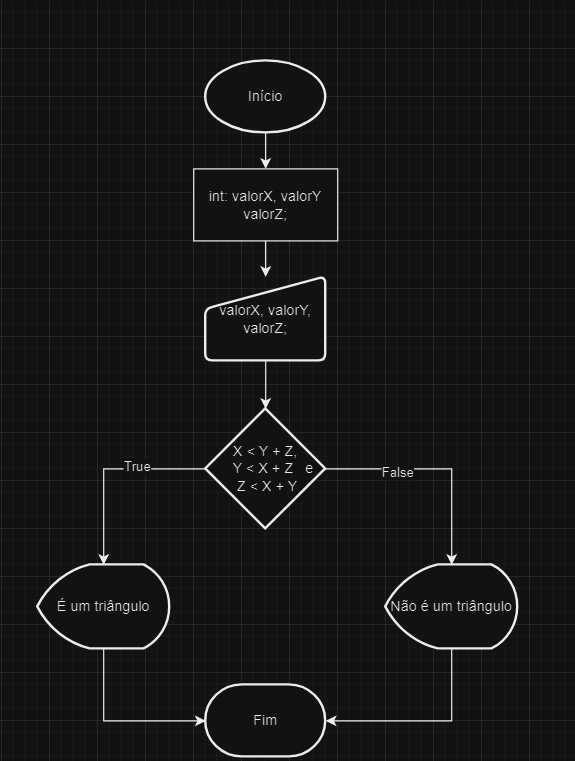 Início
int: valorX, valorY
valorZ;
valorX, valorY,
valorZ;
X < Y + Z,
Y < X + Z e
Z < X + Y
True
False
É um triângulo
Não é um triângulo
Fim